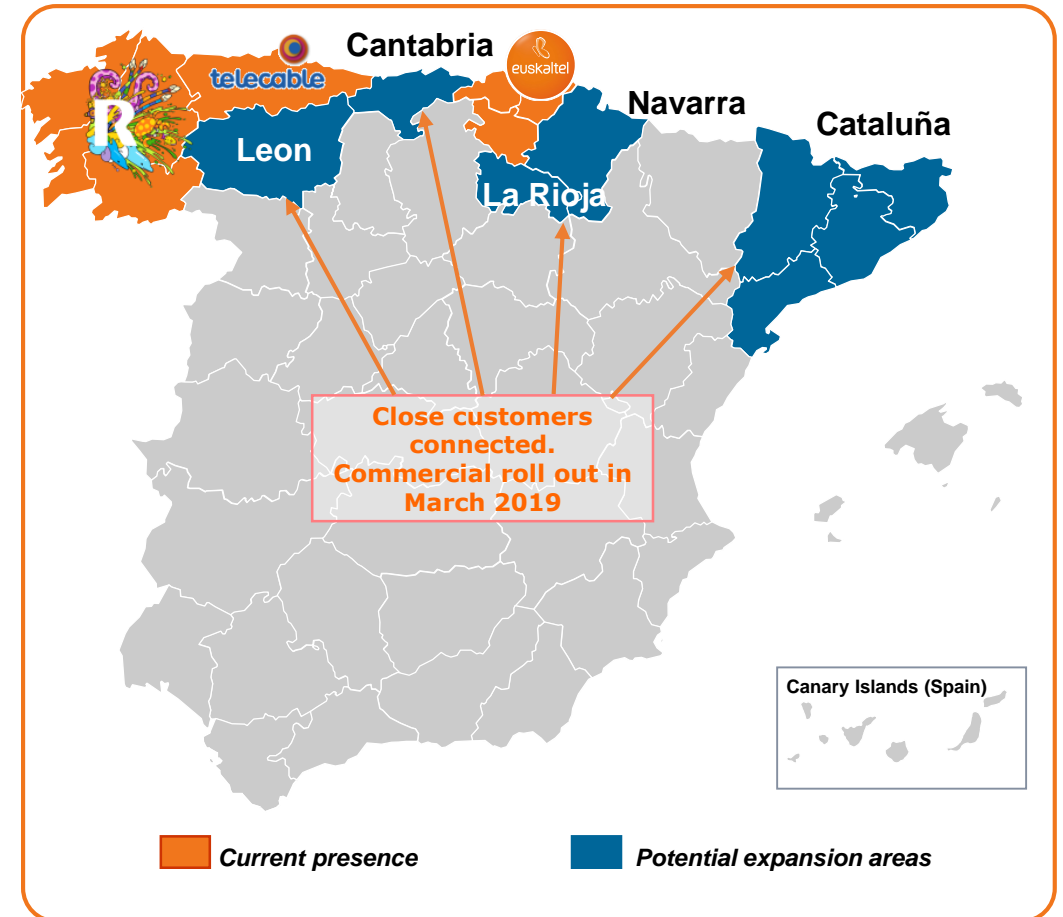 Cantabria
euskaltel
telecable
R
Navarra
Cataluña
Leon
La Rioja
Close customers
connected.
Commercial roll out in
March 2019
Canary Islands (Spain)
Current presence
Potential expansion areas